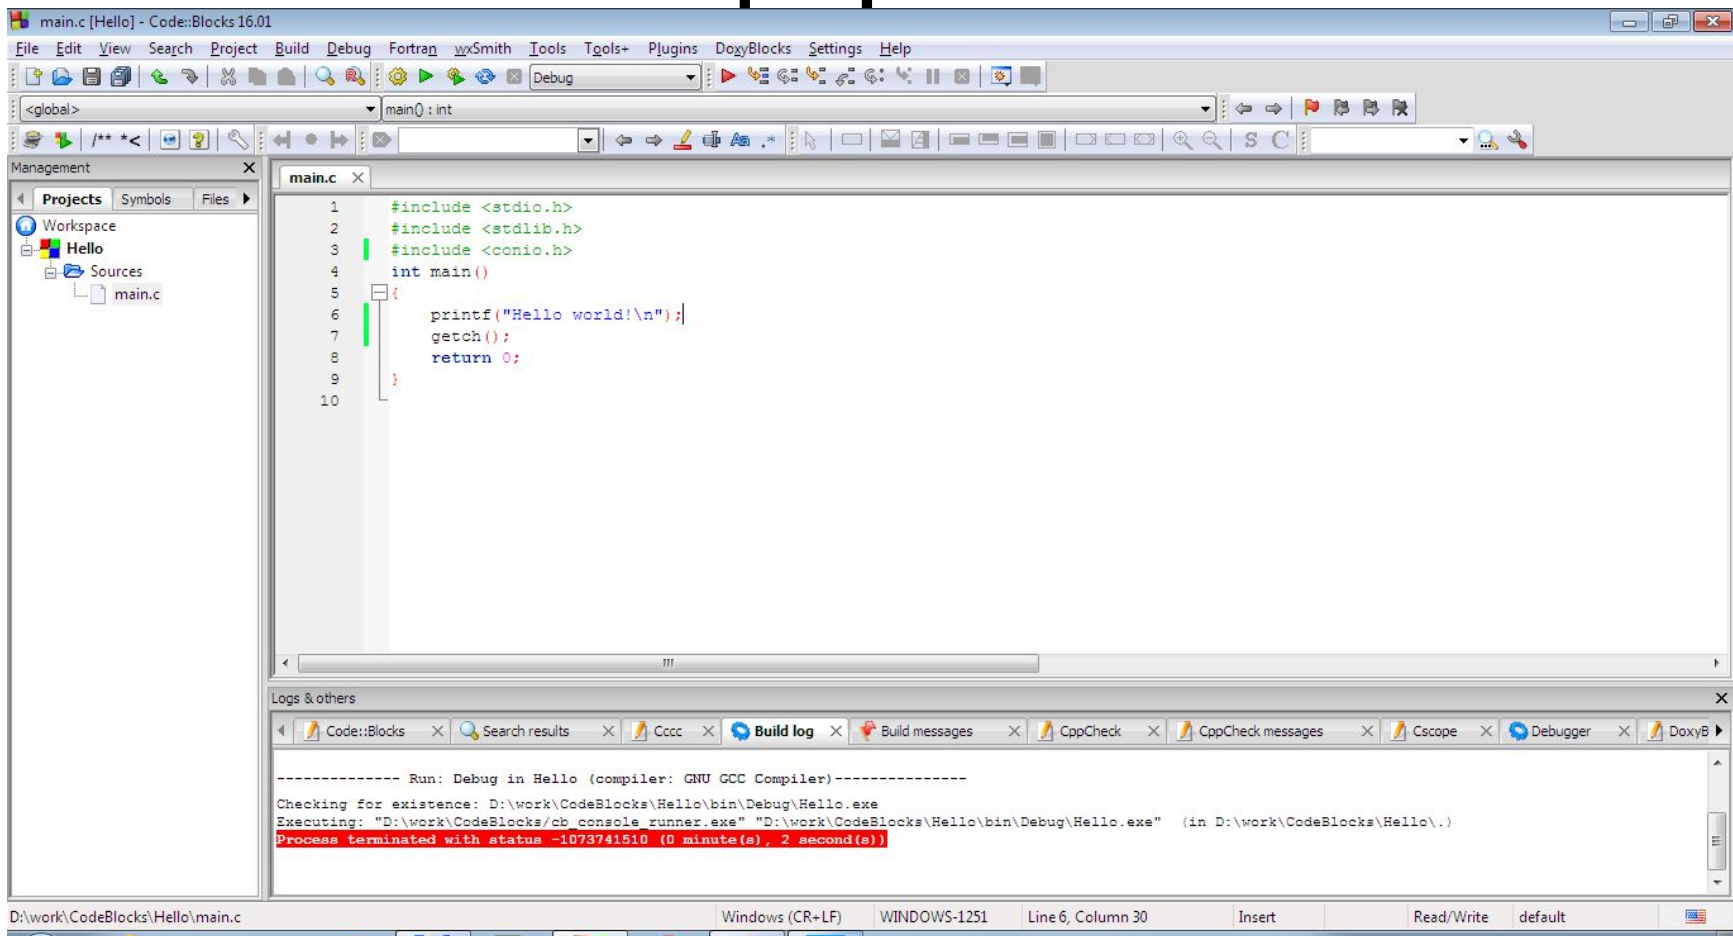 main.c [Hello] - Code::Blocks 16.01
File Edit View Search Project Build Debug Fortran wxSmith Tools Tools+ Plugins DoxyBlocks Settings Help
Debug
<global> main() : int
/** *< Aa .* S C
Management
main.c
Projects Symbols Files
Workspace
Hello
Sources
main.c
1 #include <stdio.h>
2 #include <stdlib.h>
3 #include <conio.h>
4 int main()
5 {
6 printf("Hello world!\n");
7 getch();
8 return 0;
9 }
10
Logs & others
Code::Blocks Search results Cccc Build log Build messages CppCheck CppCheck messages Cscope Debugger DoxyB
-------------- Run: Debug in Hello (compiler: GNU GCC Compiler)---------------
Checking for existence: D:\work\CodeBlocks\Hello\bin\Debug\Hello.exe
Executing: "D:\work\CodeBlocks/cb_console_runner.exe" "D:\work\CodeBlocks\Hello\bin\Debug\Hello.exe" (in D:\work\CodeBlocks\Hello\.)
Process terminated with status -1073741510 (0 minute(s), 2 second(s))
D:\work\CodeBlocks\Hello\main.c Windows (CR+LF) WINDOWS-1251 Line 6, Column 30 Insert Read/Write default